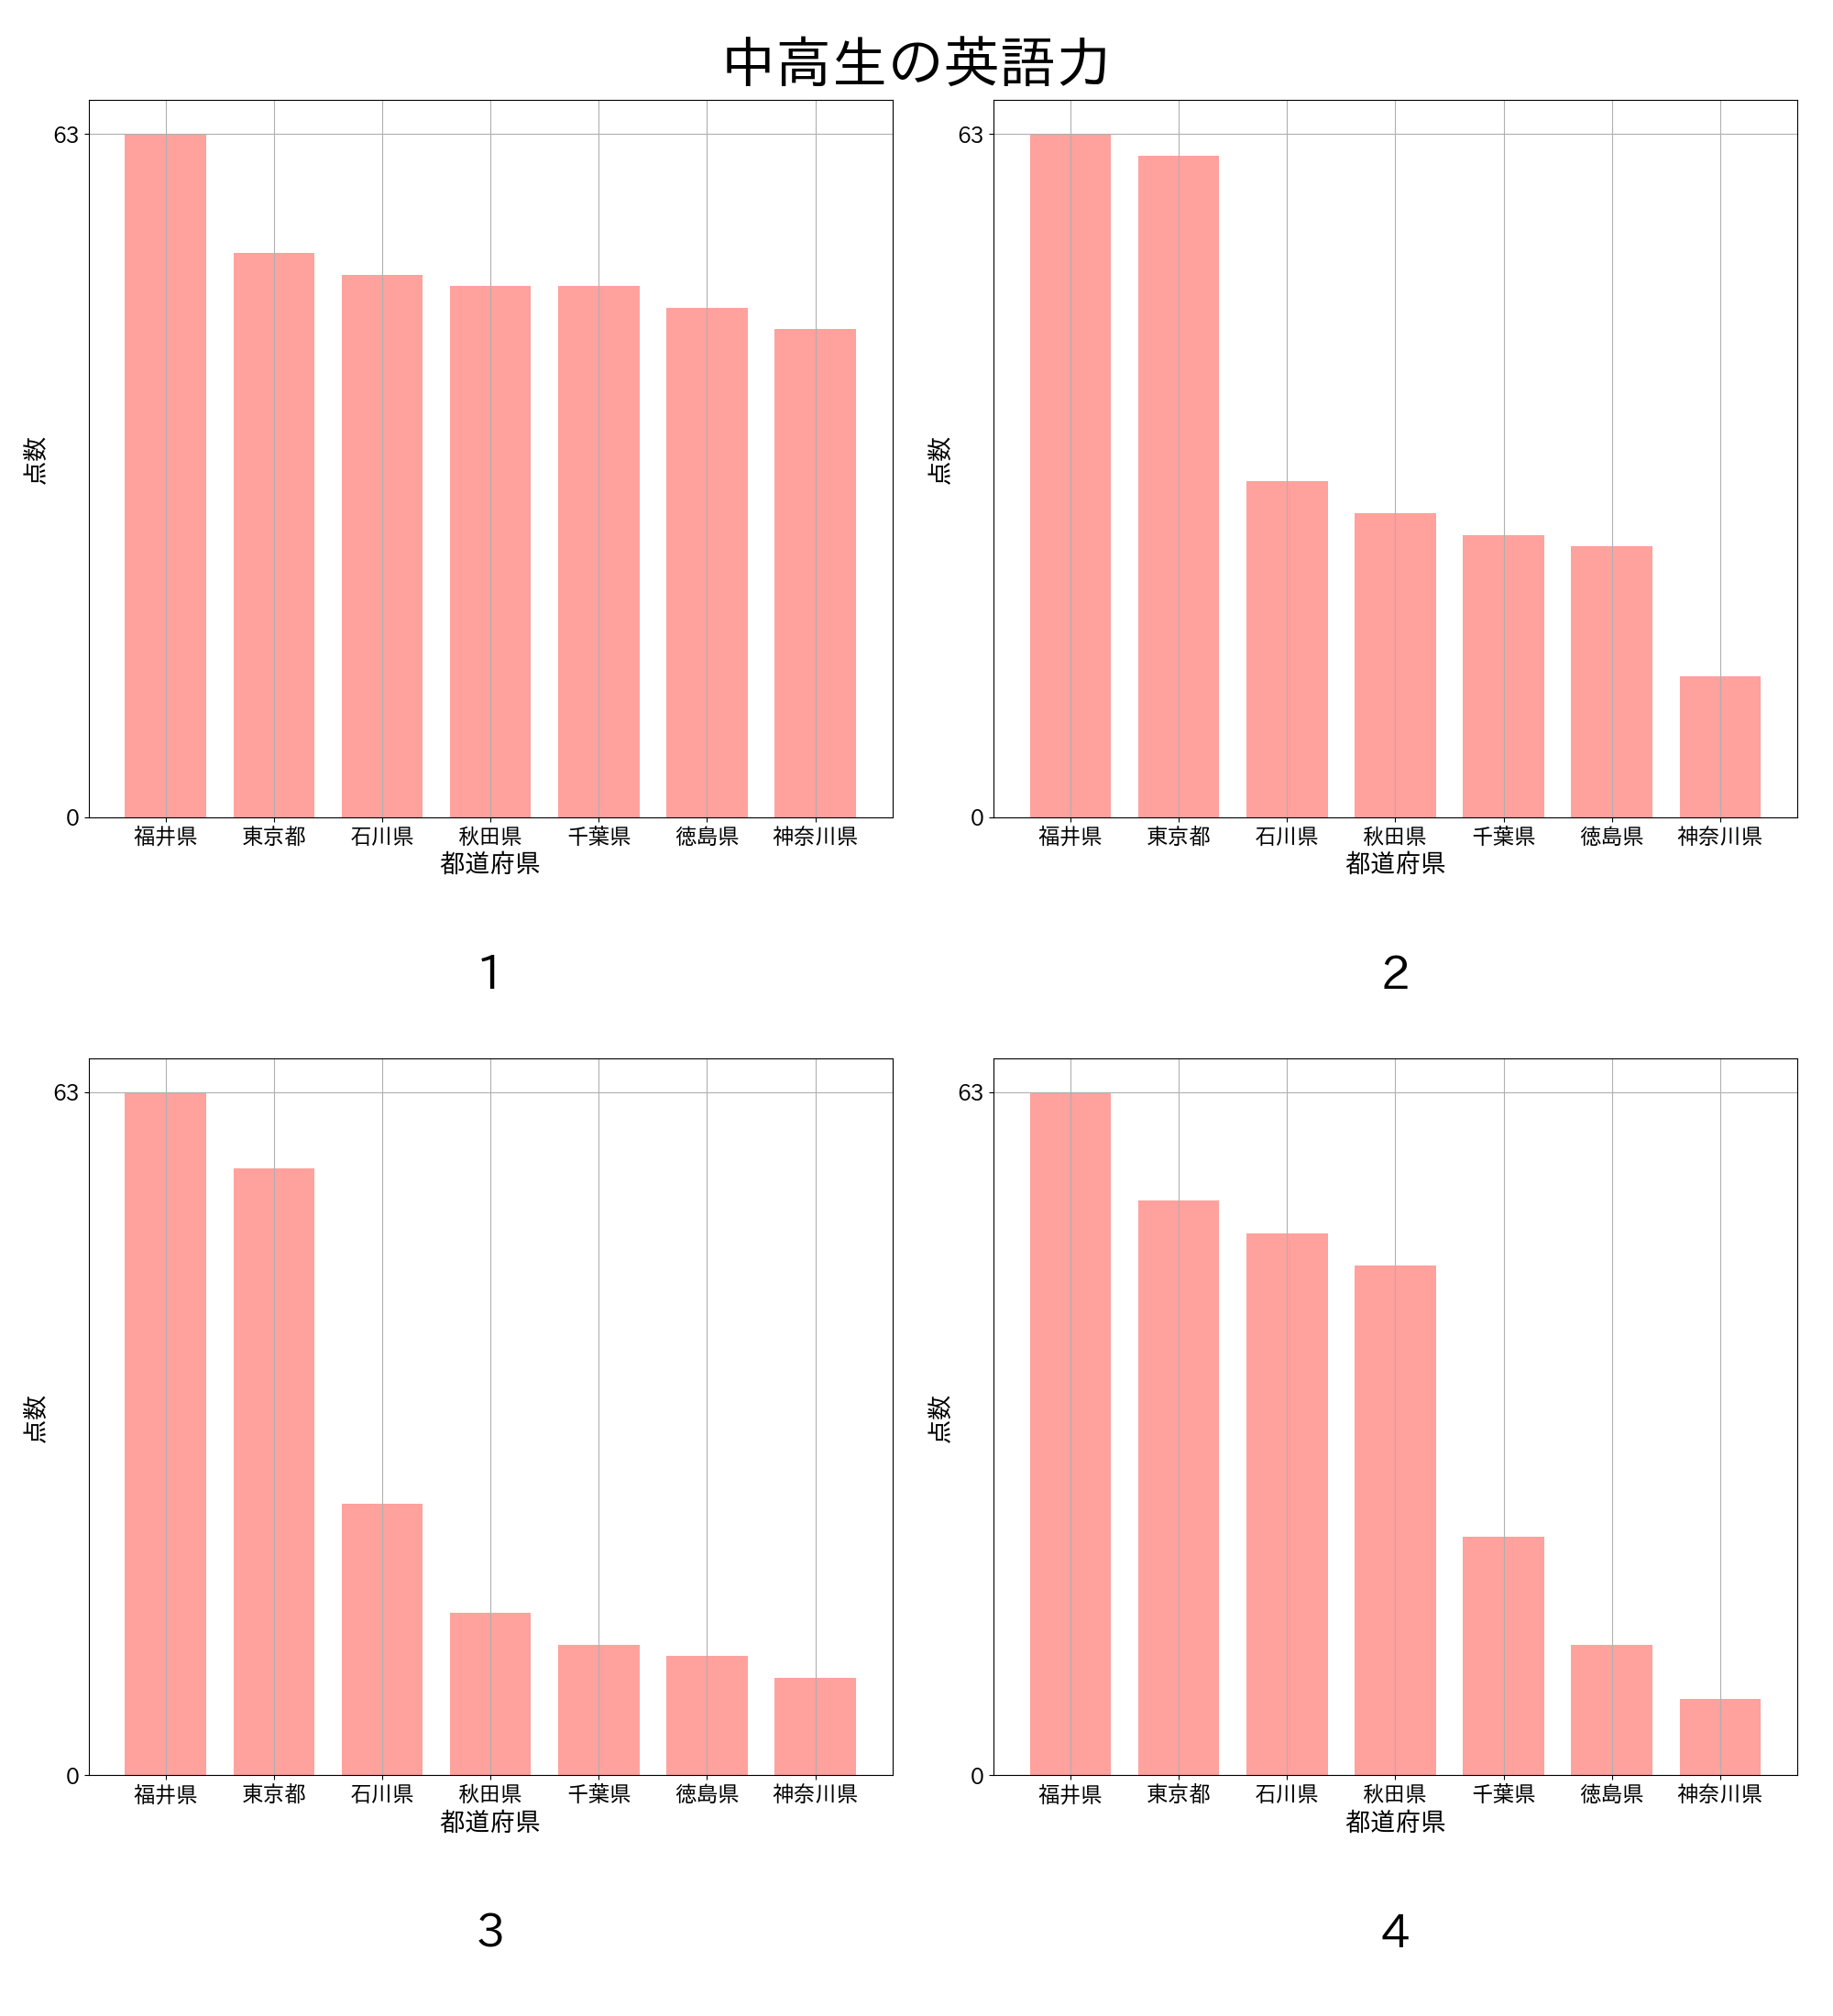 中高生の英語力
63
0
点数
福井県 東京都 石川県 秋田県 千葉県 徳島県 神奈川県
都道府県
1
63
0
点数
福井県 東京都 石川県 秋田県 千葉県 徳島県 神奈川県
都道府県
2
63
0
点数
福井県 東京都 石川県 秋田県 千葉県 徳島県 神奈川県
都道府県
3
63
0
点数
福井県 東京都 石川県 秋田県 千葉県 徳島県 神奈川県
都道府県
4